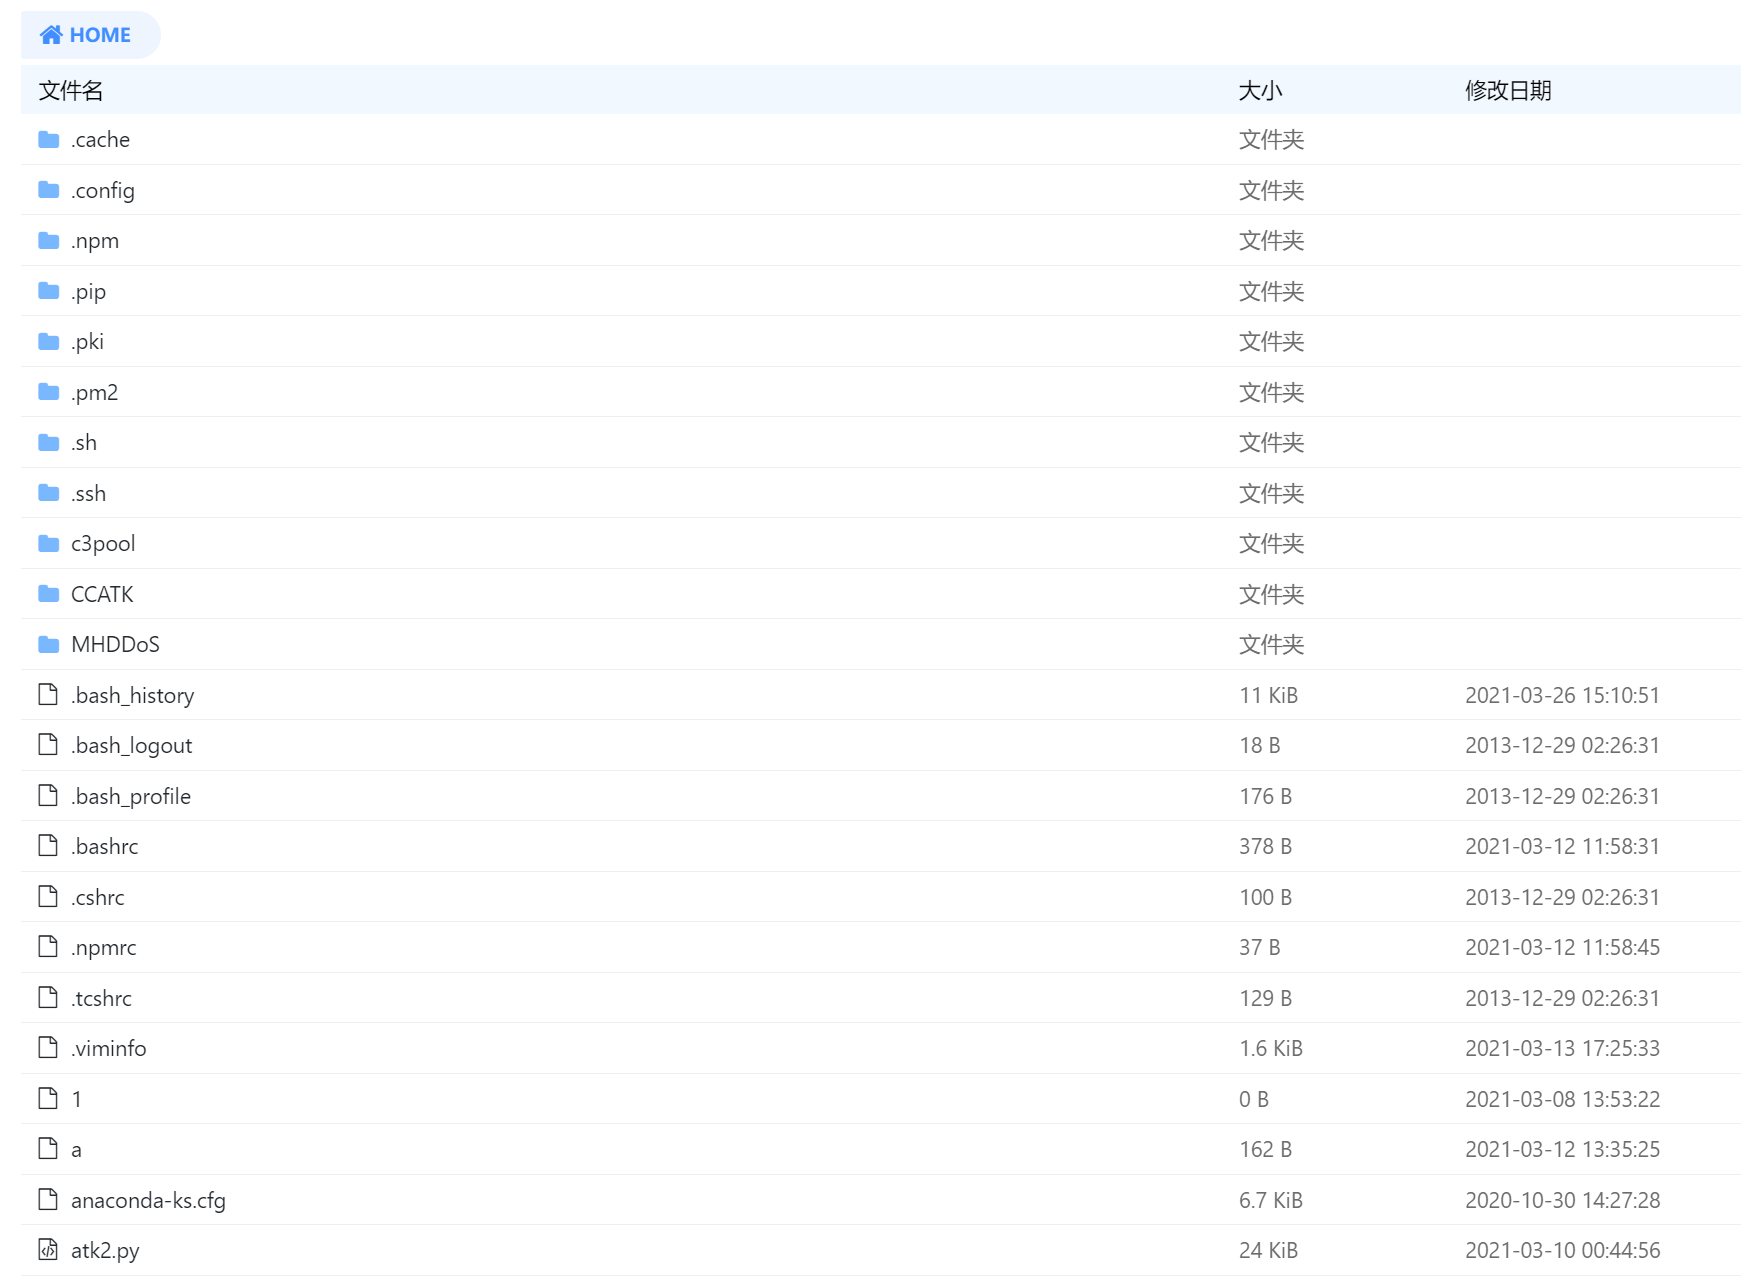 HOME
文件名 大小 修改日期
.cache 文件夹
.config 文件夹
.npm 文件夹
.pip 文件夹
.pki 文件夹
.pm2 文件夹
.sh 文件夹
.ssh 文件夹
c3pool 文件夹
CCATK 文件夹
MHDDoS 文件夹
.bash_history 11 KiB 2021-03-26 15:10:51
.bash_logout 18 B 2013-12-29 02:26:31
.bash_profile 176 B 2013-12-29 02:26:31
.bashrc 378 B 2021-03-12 11:58:31
.cshrc 100 B 2013-12-29 02:26:31
.npmrc 37 B 2021-03-12 11:58:45
.tcshrc 129 B 2013-12-29 02:26:31
.viminfo 1.6 KiB 2021-03-13 17:25:33
1 0 B 2021-03-08 13:53:22
a 162 B 2021-03-12 13:35:25
anaconda-ks.cfg 6.7 KiB 2020-10-30 14:27:28
atk2.py 24 KiB 2021-03-10 00:44:56